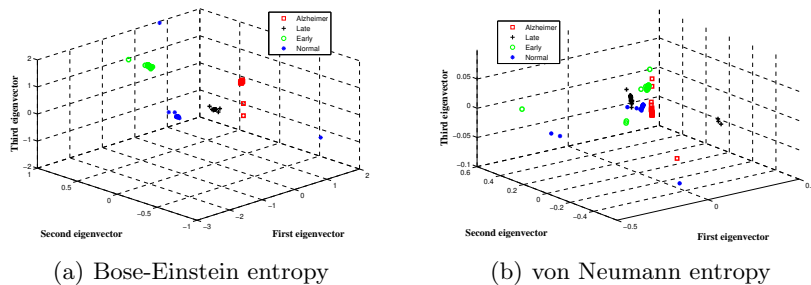 Alzheimer
Late
Early
Normal
2
1
0
−1
−2
Third eigenvector
1
0.5
0
−0.5
−1
Second eigenvector
−3
−2
−1
0
1
2
First eigenvector
(a) Bose-Einstein entropy
Alzheimer
Late
Early
Normal
0.05
0
−0.05
−0.1
Third eigenvector
0.6
0.4
0.2
0
−0.2
−0.4
Second eigenvector
−0.5
0
First eigenvector
(b) von Neumann entropy